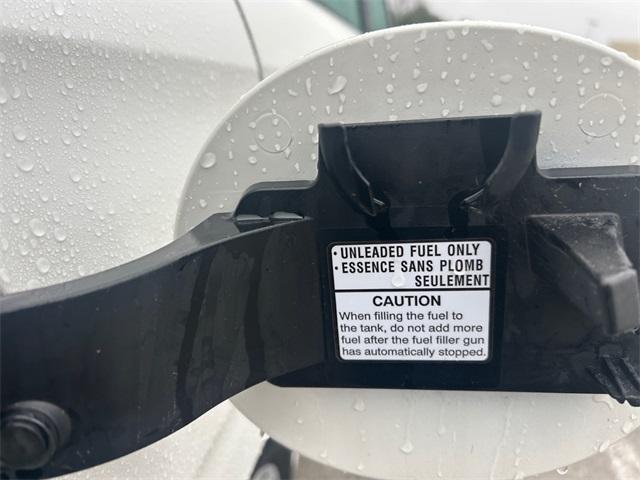 · UNLEADED FUEL ONLY
· ESSENCE SANS PLOMB
SEULEMENT
CAUTION
When filling the fuel to
the tank, do not add more
fuel after the fuel filler gun
has automatically stopped.